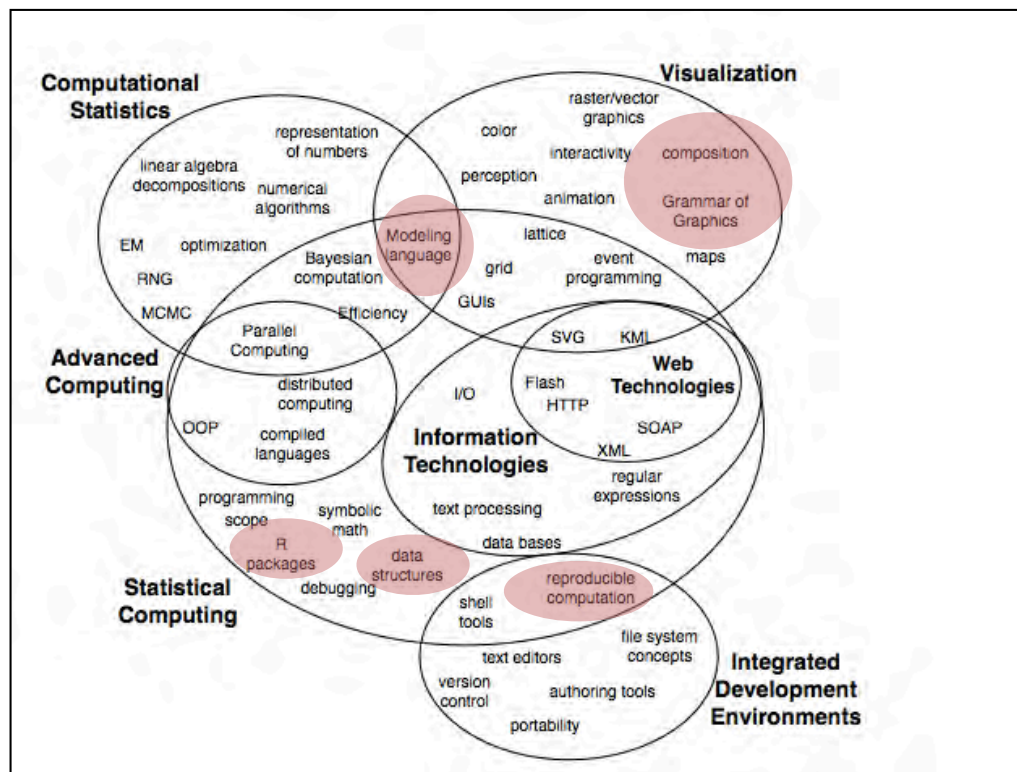 Computational
Statistics
Visualization
raster/vector
graphics
color
representation
of numbers
interactivity
composition
linear algebra
decompositions
perception
numerical
algorithms
animation
Grammar of
Graphics
EM
optimization
Modeling
language
lattice
Bayesian
computation
event
programming
maps
grid
RNG
GUIs
MCMC
Efficiency
Parallel
Computing
SVG
KML
Advanced
Computing
Web
Technologies
distributed
computing
I/O
Flash
HTTP
OOP
compiled
languages
Information
Technologies
SOAP
XML
regular
expressions
programming
scope
symbolic
math
text processing
R
packages
data
structures
data bases
debugging
reproducible
computation
Statistical
Computing
shell
tools
file system
concepts
text editors
Integrated
Development
Environments
version
control
authoring tools
portability